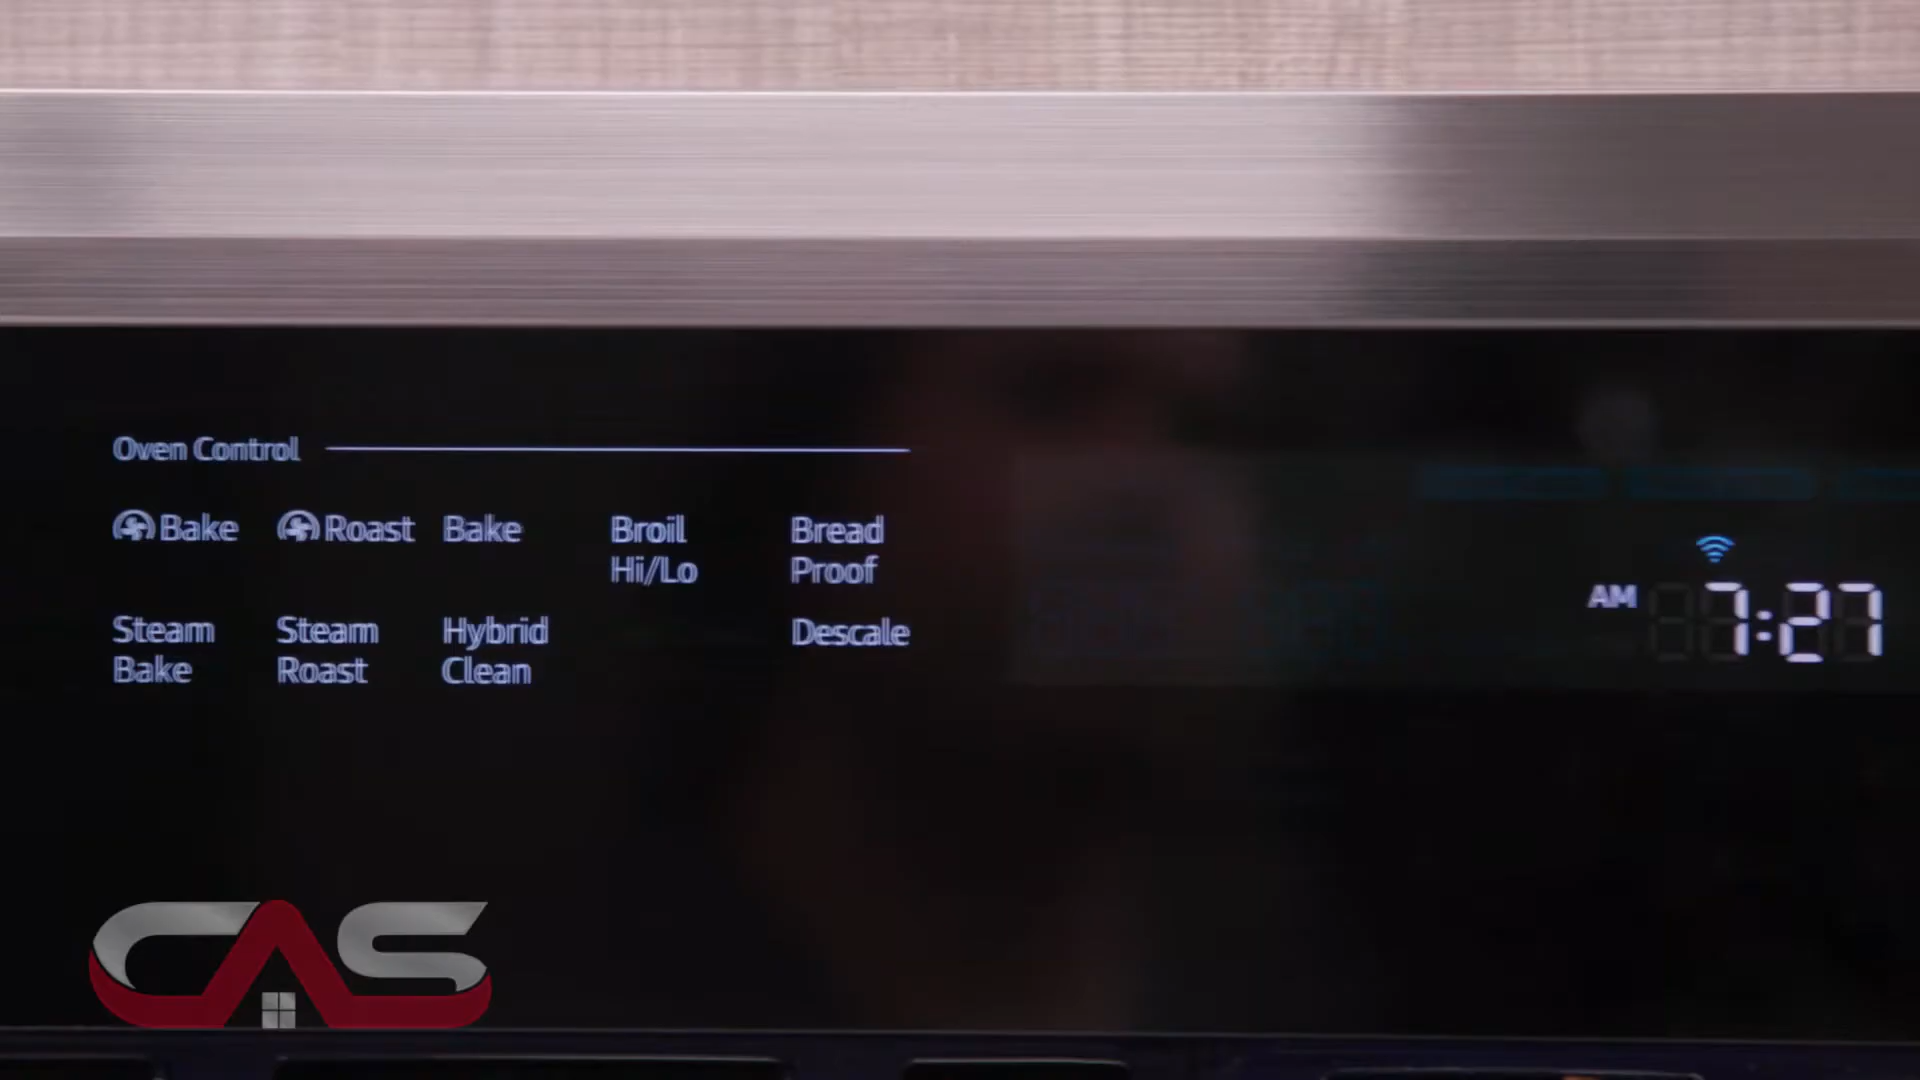 Oven Control
Bake Roast Bake Broil Hi/Lo Bread Proof
Steam Bake Steam Roast Hybrid Clean Descale
AM 7:27
CAS